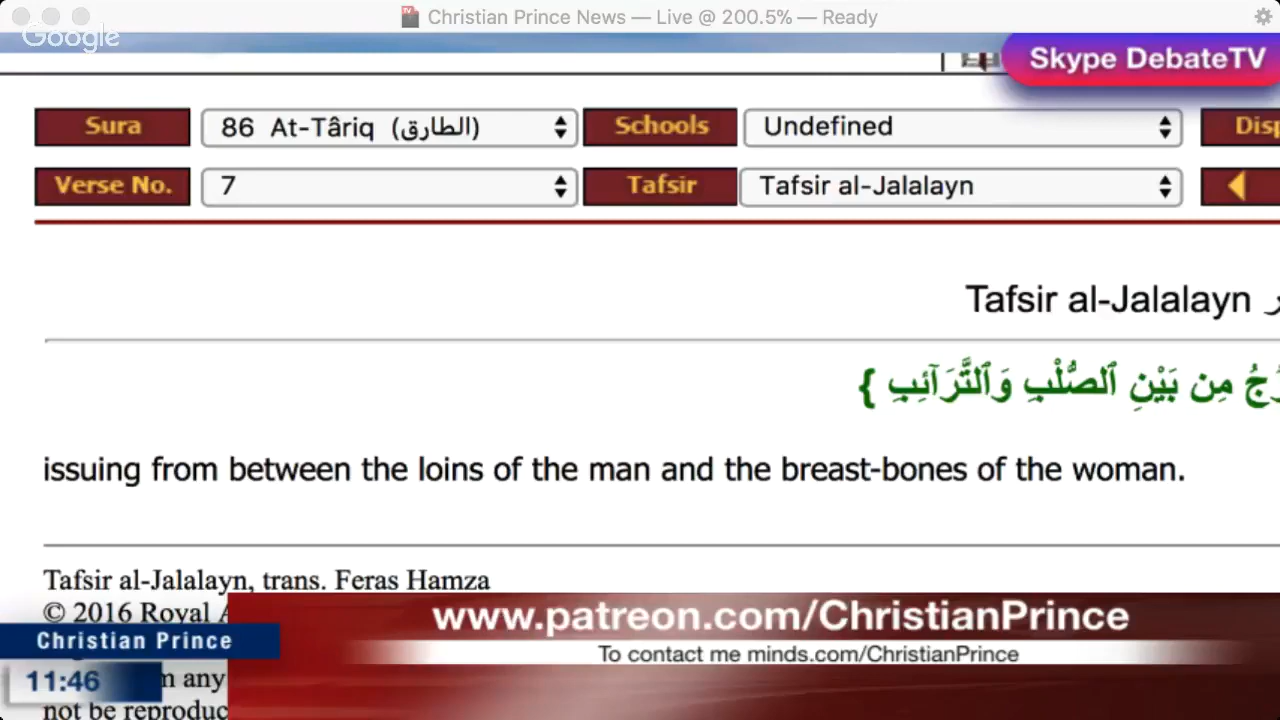 Christian Prince News — Live @ 200.5% — Ready
Google
Skype DebateTV
Sura 86 At-Târiq (الطارق) Schools Undefined
Verse No. 7 Tafsir Tafsir al-Jalalayn
Tafsir al-Jalalayn
مِن بَيْنِ ٱلصُّلْبِ وَٱلتَّرَآئِبِ }
issuing from between the loins of the man and the breast-bones of the woman.
Tafsir al-Jalalayn, trans. Feras Hamza
© 2016 Royal
www.patreon.com/ChristianPrince
Christian Prince
To contact me minds.com/ChristianPrince
11:46
any
not be